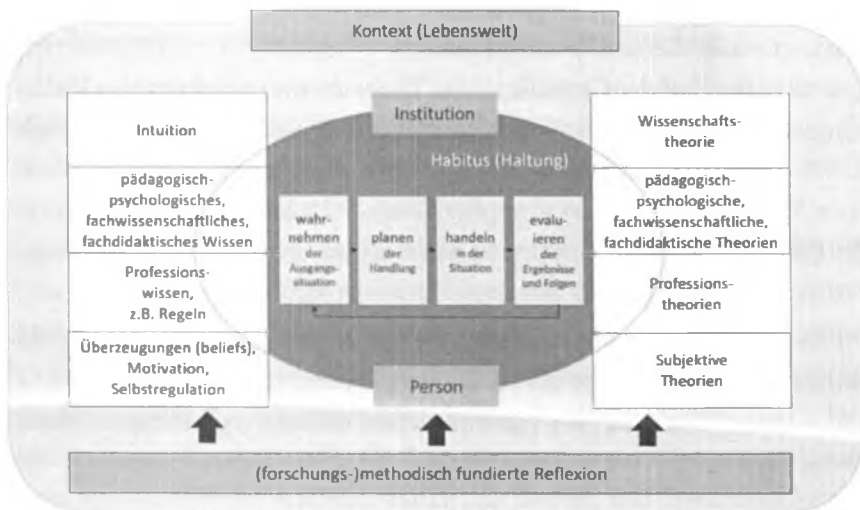 Kontext (Lebenswelt)
Intuition
pädagogisch-
psychologisches,
fachwissenschaftliches,
fachdidaktisches Wissen
Professions-
wissen,
z.B. Regeln
Überzeugungen (beliefs),
Motivation,
Selbstregulation
Institution
Habitus (Haltung)
wahr-
nehmen
der
Ausgangs-
situation
planen
der
Handlung
handeln
in der
Situation
evalu-
ieren
der
Ergebnisse
und Folgen
Person
Wissenschafts-
theorie
pädagogisch-
psychologische,
fachwissenschaftliche,
fachdidaktische Theorien
Professions-
theorien
Subjektive
Theorien
(forschungs-)methodisch fundierte Reflexion